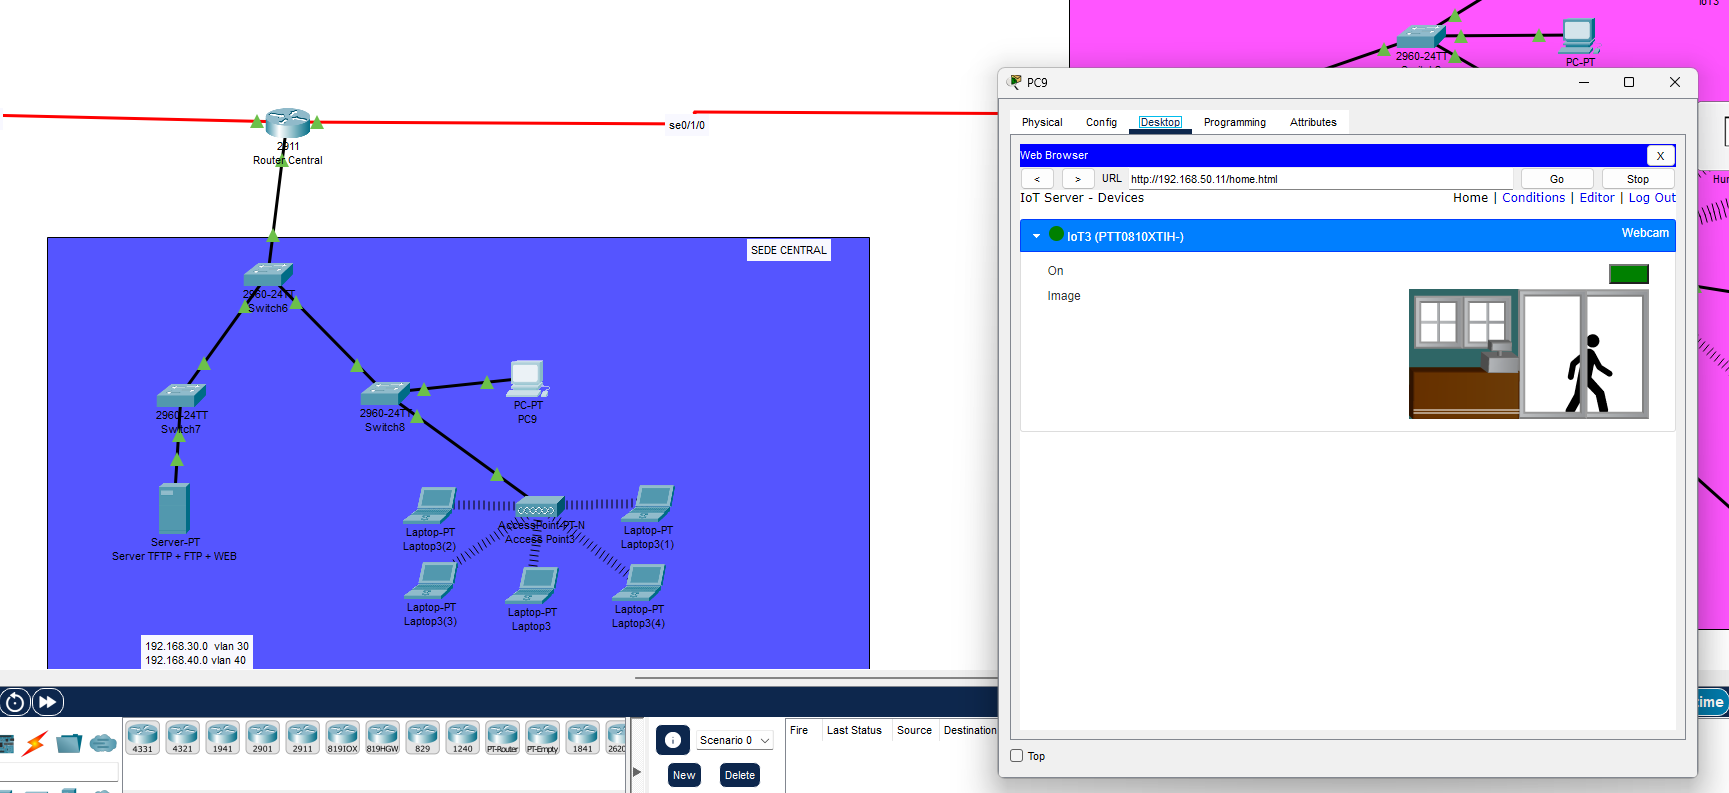 IoT3
2960-24TT
PC-PT
se0/1/0
2911
Router Central
SEDE CENTRAL
2960-24TT
Switch6
2960-24TT
Switch7
2960-24TT
Switch8
PC-PT
PC9
Server-PT
Server TFTP + FTP + WEB
Laptop-PT
Laptop3(2)
AccessPoint-PT-N
Access Point3
Laptop-PT
Laptop3(1)
Laptop-PT
Laptop3(3)
Laptop-PT
Laptop3
Laptop-PT
Laptop3(4)
192.168.30.0 vlan 30
192.168.40.0 vlan 40
PC9
Physical Config Desktop Programming Attributes
Web Browser X
< > URL http://192.168.50.11/home.html Go Stop
IoT Server - Devices Home | Conditions | Editor | Log Out
IoT3 (PTT0810XTIH-) Webcam
On
Image
Top
4331 4321 1941 2901 2911 819IOX 819HGW 829 1240 PT-Router PT-Empty 1841 2620
Scenario 0
New Delete
Fire Last Status Source Destination